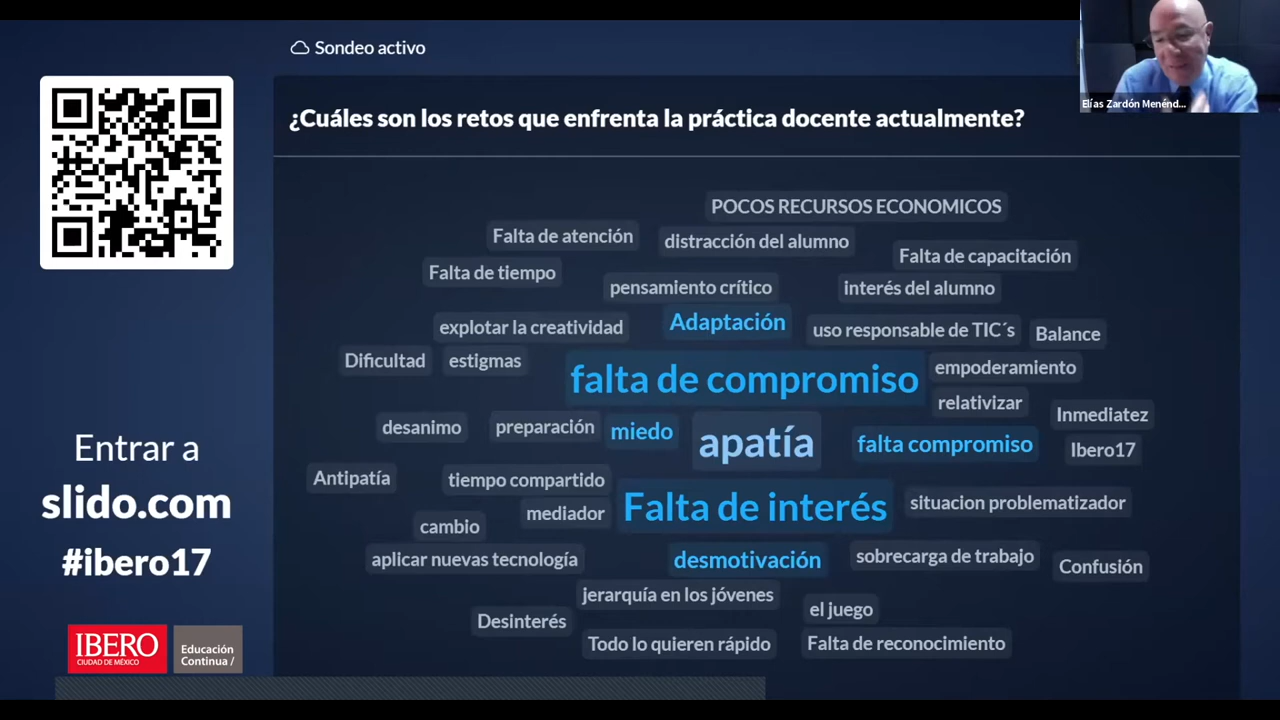 Sondeo activo
Elías Zardón Menénd...
¿Cuáles son los retos que enfrenta la práctica docente actualmente?
POCOS RECURSOS ECONOMICOS
Falta de atención
distracción del alumno
Falta de capacitación
Falta de tiempo
pensamiento crítico
interés del alumno
explotar la creatividad
Adaptación
uso responsable de TIC´s
Balance
Dificultad
estigmas
falta de compromiso
empoderamiento
relativizar
desanimo
preparación
miedo
apatía
falta compromiso
Inmediatez
Ibero17
Antipatía
tiempo compartido
Falta de interés
situacion problematizador
cambio
mediador
aplicar nuevas tecnología
desmotivación
sobrecarga de trabajo
Confusión
jerarquía en los jóvenes
el juego
Desinterés
Todo lo quieren rápido
Falta de reconocimiento
Entrar a
slido.com
#ibero17
IBERO
CIUDAD DE MÉXICO
Educación
Continua /